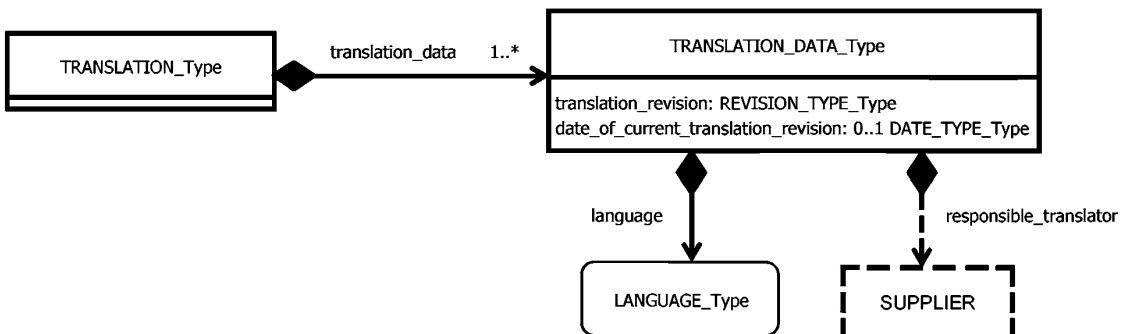 TRANSLATION_Type
translation_data 1..*
TRANSLATION_DATA_Type
translation_revision: REVISION_TYPE_Type
date_of_current_translation_revision: 0..1 DATE_TYPE_Type
language
responsible_translator
LANGUAGE_Type
SUPPLIER